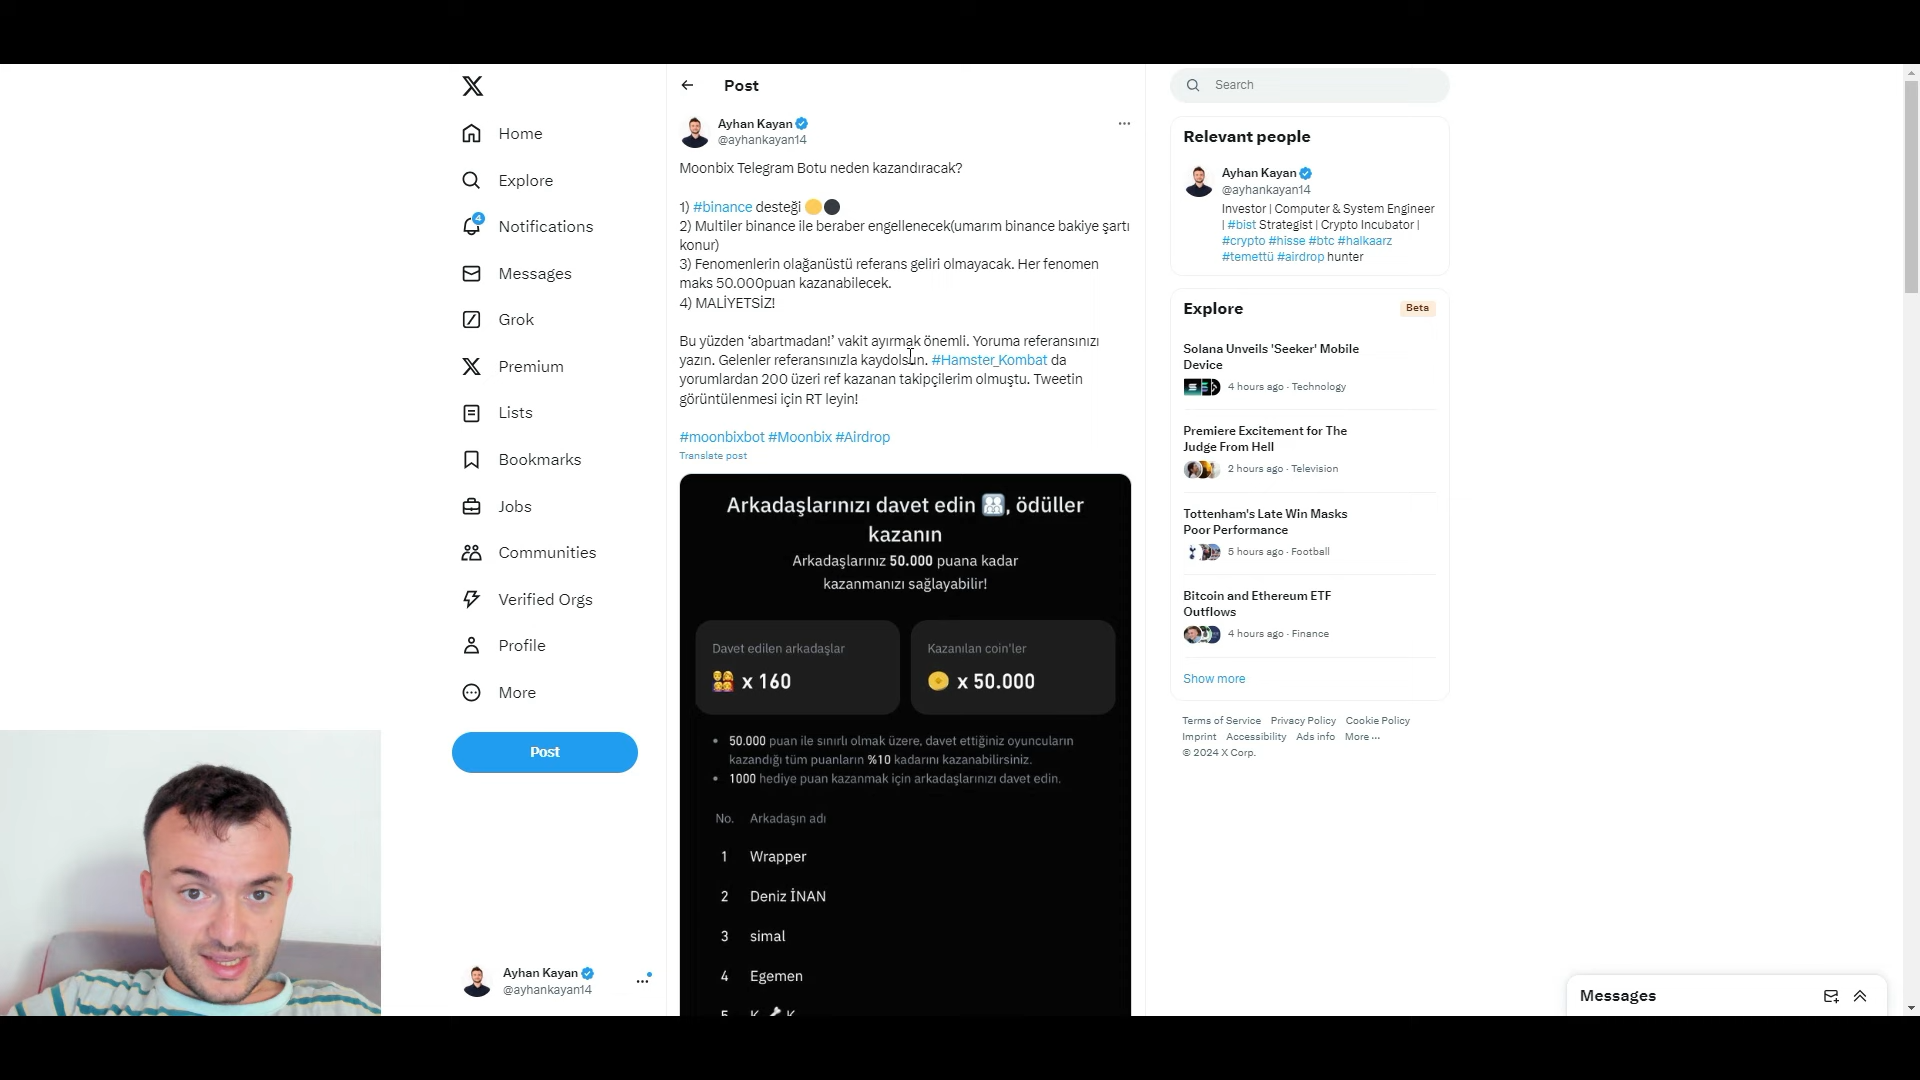 Home
Explore
4
Notifications
Messages
Grok
Premium
Lists
Bookmarks
Jobs
Communities
Verified Orgs
Profile
More
Post
Ayhan Kayan
@ayhankayan14
...
Post
Ayhan Kayan
@ayhankayan14
Moonbix Telegram Botu neden kazandıracak?
1) #binance desteği
2) Multiler binance ile beraber engellenecek(umarım binance bakiye şartı
konur)
3) Fenomenlerin olağanüstü referans geliri olmayacak. Her fenomen
maks 50.000puan kazanabilecek.
4) MALİYETSİZ!
Bu yüzden ‘abartmadan!’ vakit ayırmak önemli. Yoruma referansınızı
yazın. Gelenler referansınızla kaydolsun. #Hamster_Kombat da
yorumlardan 200 üzeri ref kazanan takipçilerim olmuştu. Tweetin
görüntülenmesi için RT leyin!
#moonbixbot #Moonbix #Airdrop
Translate post
Arkadaşlarınızı davet edin , ödüller
kazanın
Arkadaşlarınız 50.000 puana kadar
kazanmanızı sağlayabilir!
Davet edilen arkadaşlar
x 160
Kazanılan coin'ler
x 50.000
• 50.000 puan ile sınırlı olmak üzere, davet ettiğiniz oyuncuların
kazandığı tüm puanların %10 kadarını kazanabilirsiniz.
• 1000 hediye puan kazanmak için arkadaşlarınızı davet edin.
No. Arkadaşın adı
1 Wrapper
2 Deniz İNAN
3 simal
4 Egemen
Search
Relevant people
Ayhan Kayan
@ayhankayan14
Investor | Computer & System Engineer
| #bist Strategist | Crypto Incubator |
#crypto #hisse #btc #halkaarz
#temettü #airdrop hunter
Explore
Beta
Solana Unveils 'Seeker' Mobile
Device
4 hours ago · Technology
Premiere Excitement for The
Judge From Hell
2 hours ago · Television
Tottenham's Late Win Masks
Poor Performance
5 hours ago · Football
Bitcoin and Ethereum ETF
Outflows
4 hours ago · Finance
Show more
Terms of Service Privacy Policy Cookie Policy
Imprint Accessibility Ads info More ...
© 2024 X Corp.
Messages